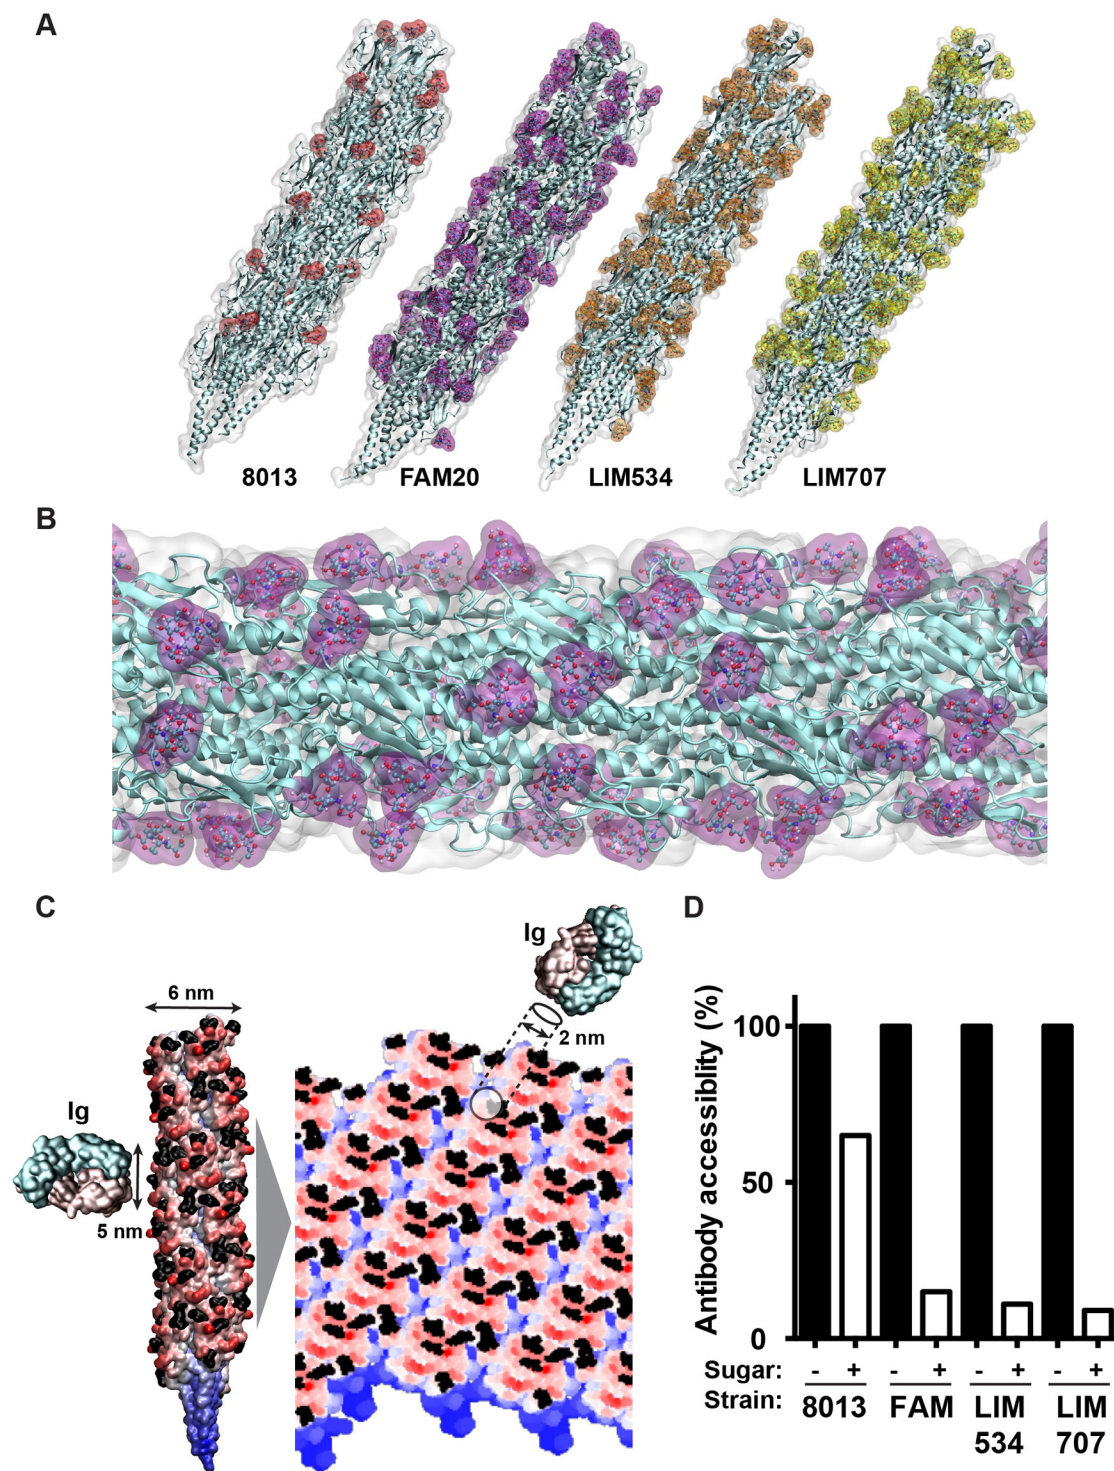 A
8013
FAM20
LIM534
LIM707
B
C
Ig
6 nm
5 nm
Ig
2 nm
D
Antibody accessiblity (%)
100
50
0
Sugar: - + - + - + - +
Strain: 8013 FAM LIM 534 LIM 707